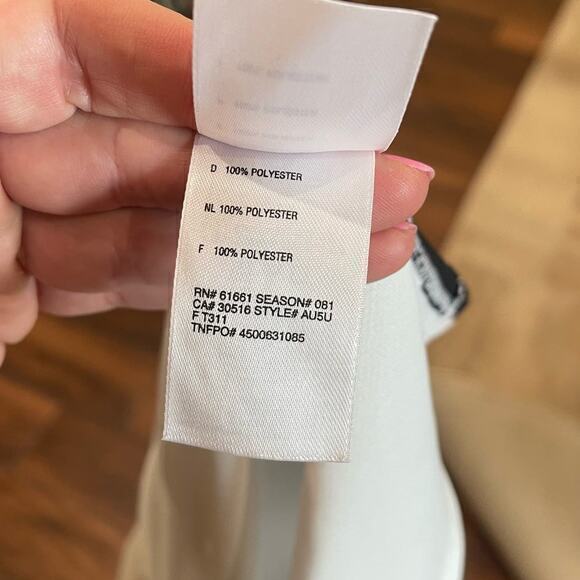 D 100% POLYESTER
NL 100% POLYESTER
F 100% POLYESTER
RN# 61661 SEASON# 081
CA# 30516 STYLE# AU5U
F T311
TNFPO# 4500631085